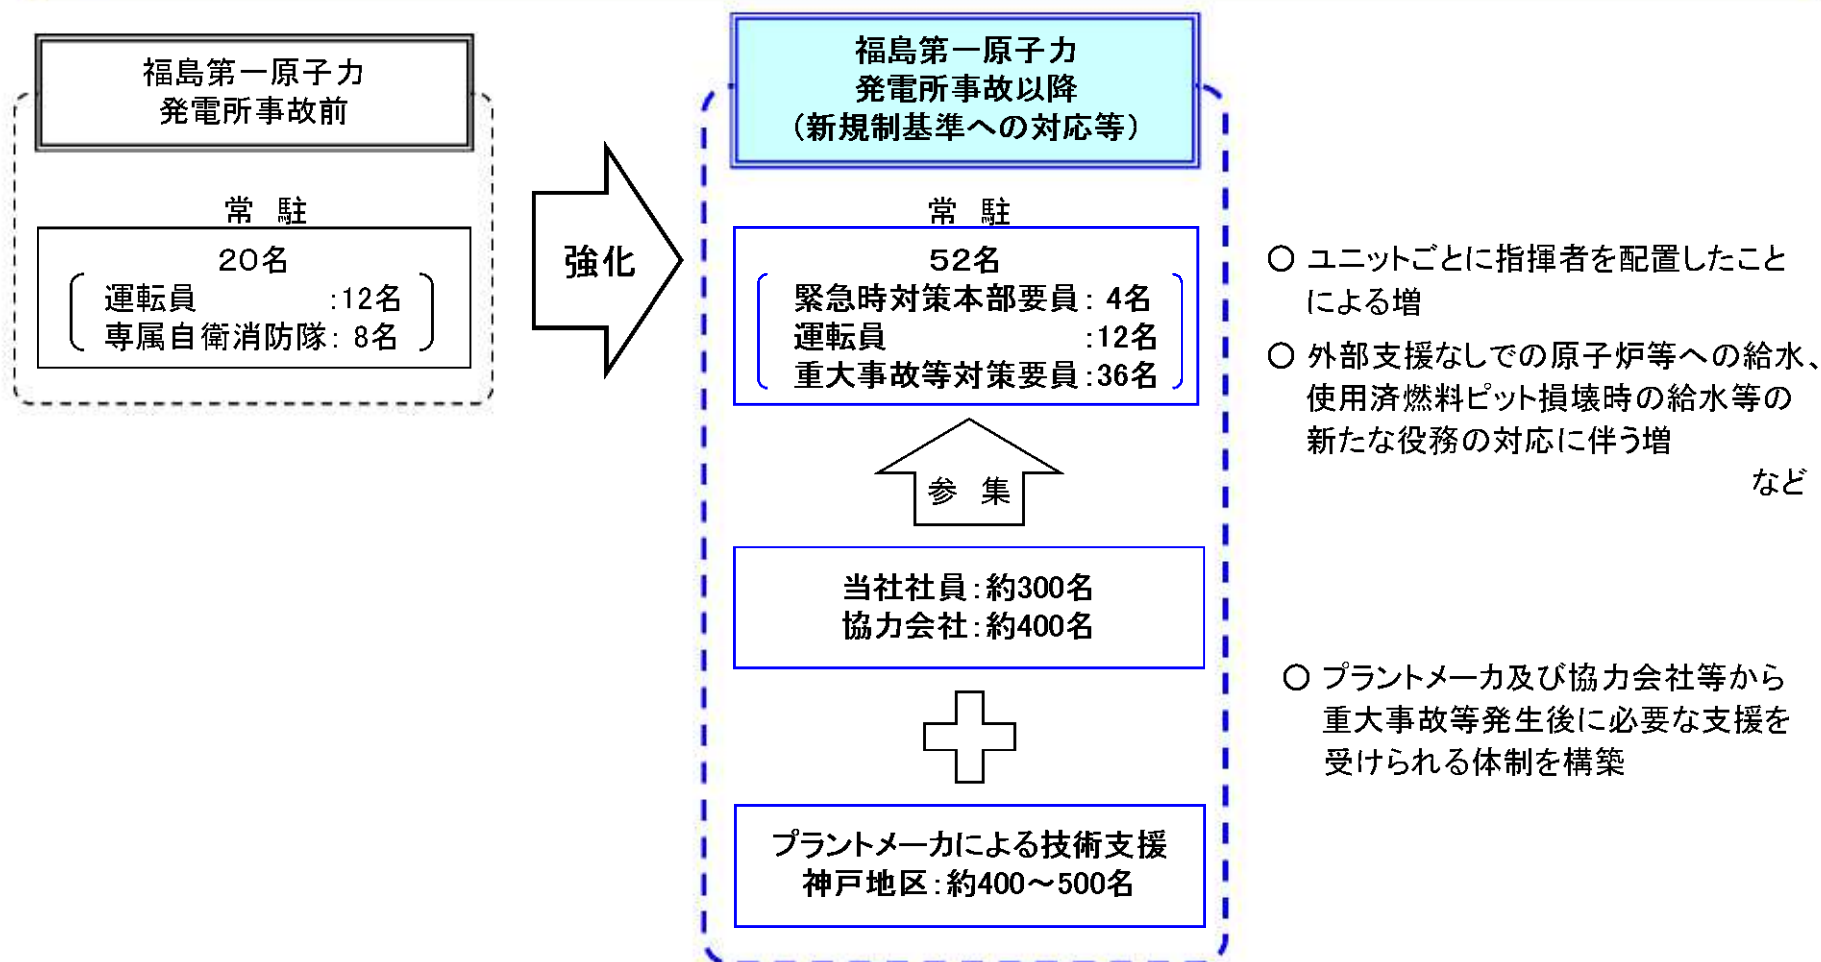 福島第一原子力
発電所事故前
常 駐
20名
運転員 :12名
専属自衛消防隊: 8名
強化
福島第一原子力
発電所事故以降
(新規制基準への対応等)
常 駐
52名
緊急時対策本部要員: 4名
運転員 :12名
重大事故等対策要員:36名
参 集
当社社員:約300名
協力会社:約400名
プラントメーカによる技術支援
神戸地区:約400~500名
○ ユニットごとに指揮者を配置したこと
による増
○ 外部支援なしでの原子炉等への給水、
使用済燃料ピット損壊時の給水等の
新たな役務の対応に伴う増
など
○ プラントメーカ及び協力会社等から
重大事故等発生後に必要な支援を
受けられる体制を構築